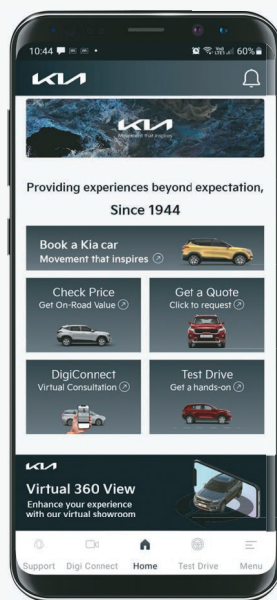 10:44
60%
KIA
KIA
Movement that inspires
Providing experiences beyond expectation,
Since 1944
Book a Kia car
Movement that inspires
Check Price
Get On-Road Value
Get a Quote
Click to request
DigiConnect
Virtual Consultation
Test Drive
Get a hands-on
KIA
Virtual 360 View
Enhance your experience
with our virtual showroom
Support Digi Connect Home Test Drive Menu